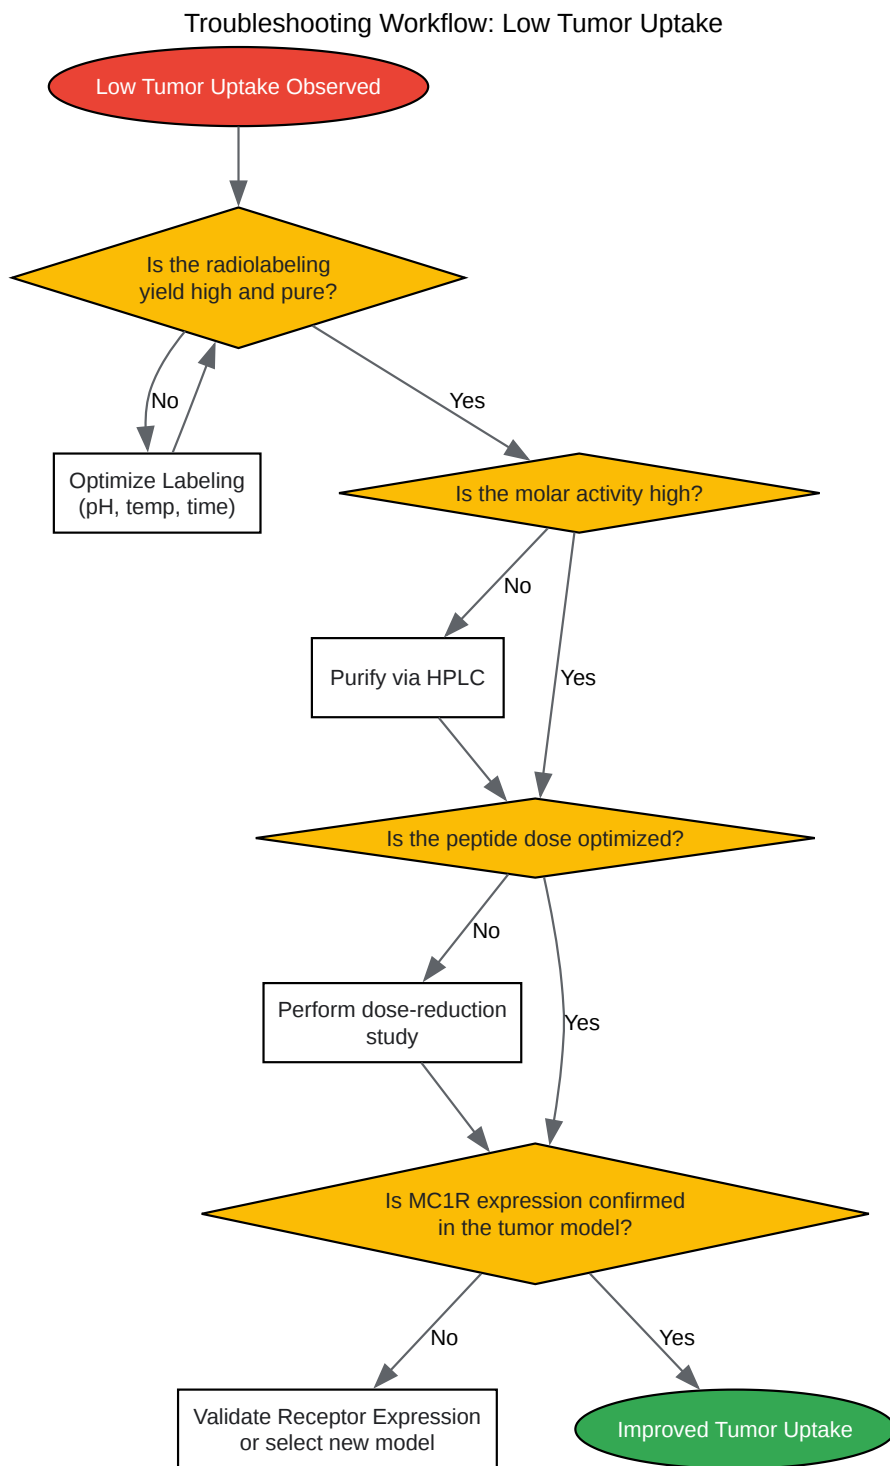 Troubleshooting Workflow: Low Tumor Uptake
Low Tumor Uptake Observed
Is the radiolabeling
yield high and pure?
No
Yes
Optimize Labeling
(pH, temp, time)
Is the molar activity high?
No
Yes
Purify via HPLC
Is the peptide dose optimized?
No
Yes
Perform dose-reduction
study
Is MC1R expression confirmed
in the tumor model?
No
Yes
Validate Receptor Expression
or select new model
Improved Tumor Uptake